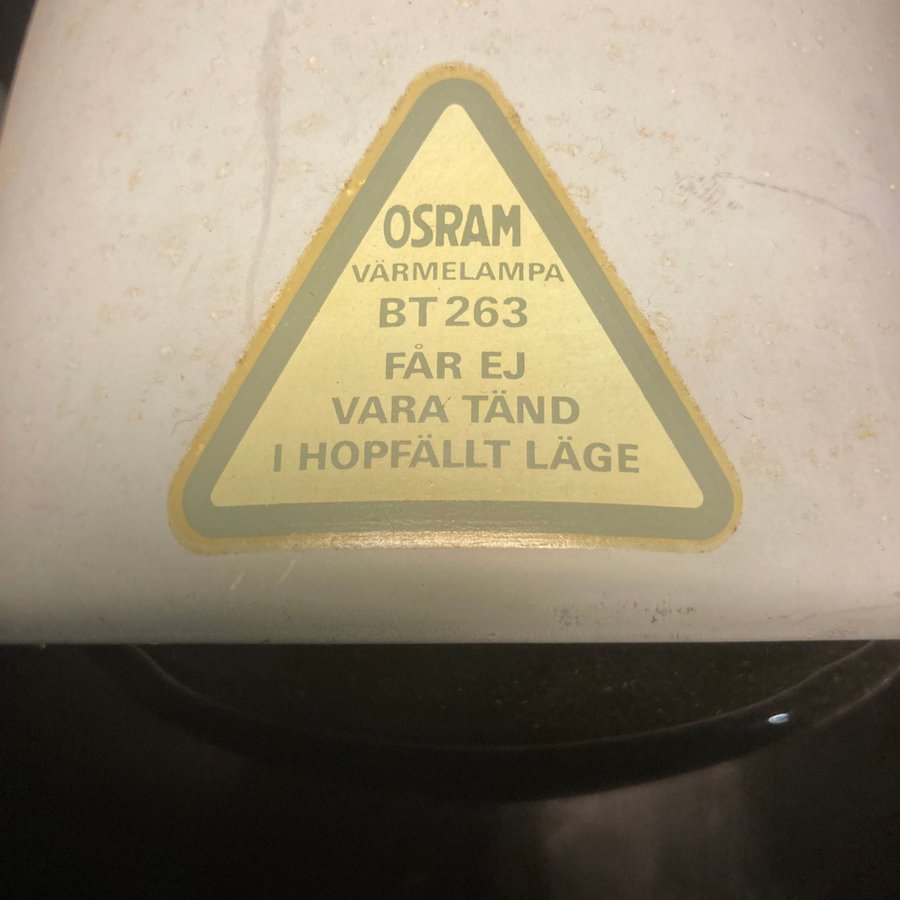 OSRAM
VÄRMELAMPA
BT 263
FÅR EJ
VARA TÄND
I HOPFÄLLT LÄGE